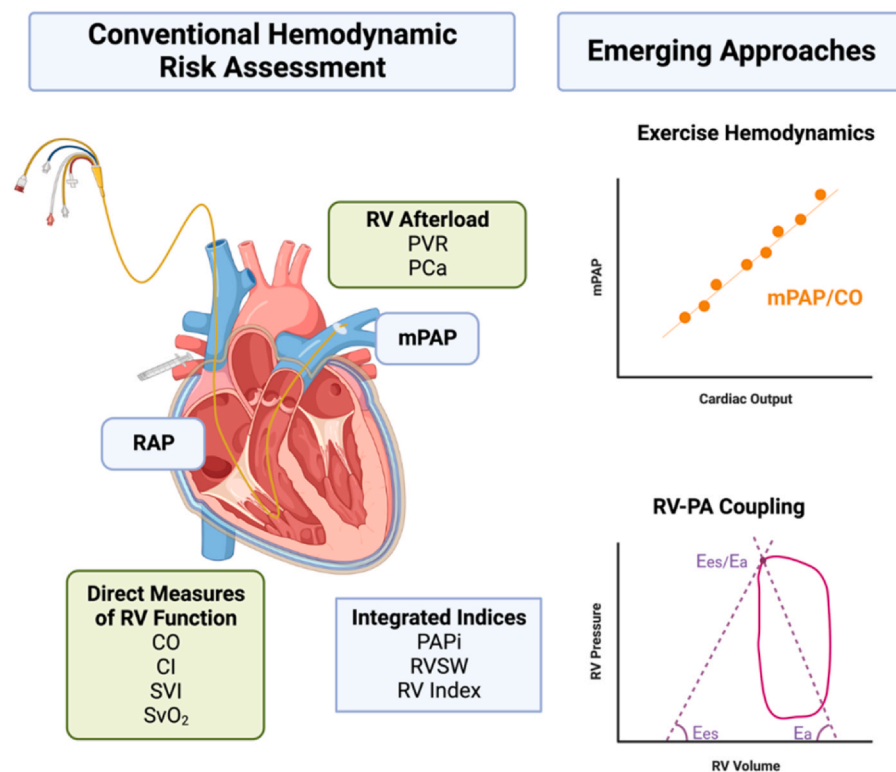 Conventional Hemodynamic
Risk Assessment
RV Afterload
PVR
PCa
mPAP
RAP
Direct Measures
of RV Function
CO
CI
SVI
SvO₂
Integrated Indices
PAPi
RVSW
RV Index
Emerging Approaches
Exercise Hemodynamics
mPAP
mPAP/CO
Cardiac Output
RV-PA Coupling
Ees/Ea
RV Pressure
Ees
Ea
RV Volume